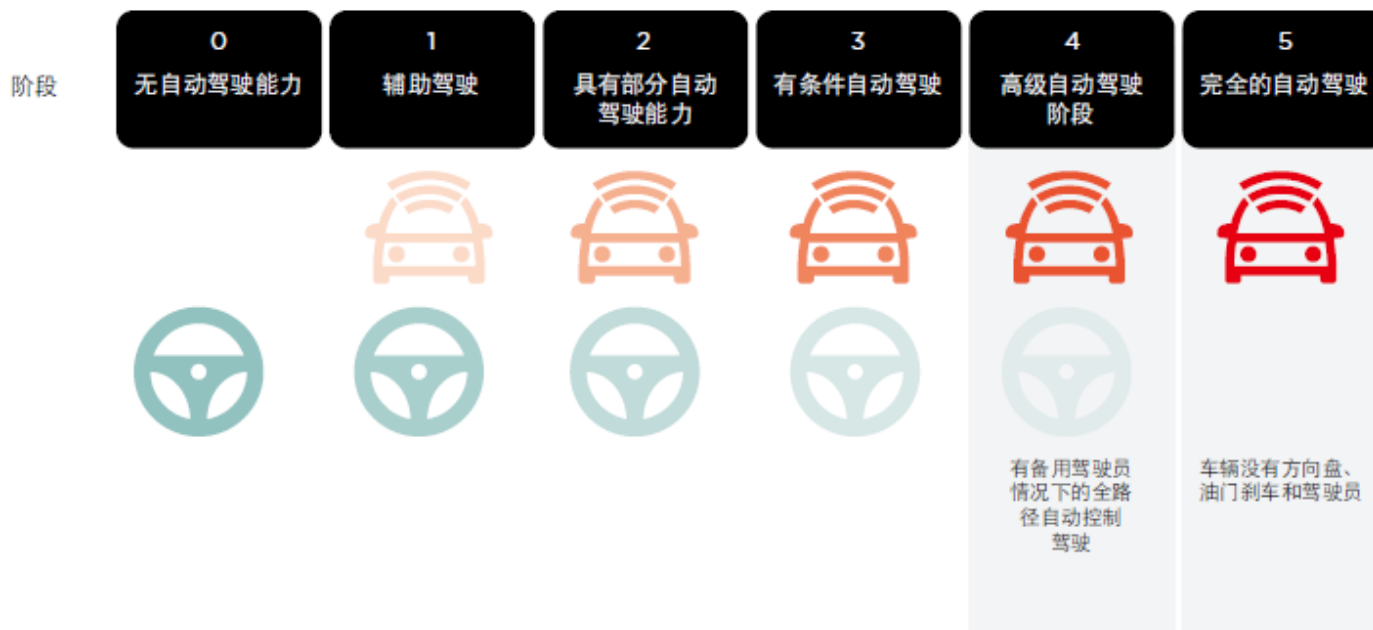 阶段
0
无自动驾驶能力
1
辅助驾驶
2
具有部分自动
驾驶能力
3
有条件自动驾驶
4
高级自动驾驶
阶段
5
完全的自动驾驶
有备用驾驶员
情况下的全路
径自动控制
驾驶
车辆没有方向盘、
油门刹车和驾驶员